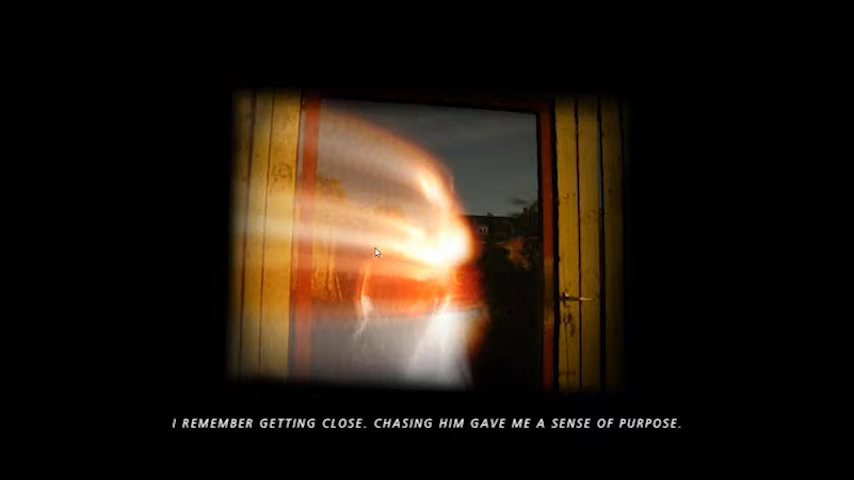 I REMEMBER GETTING CLOSE. CHASING HIM GAVE ME A SENSE OF PURPOSE.